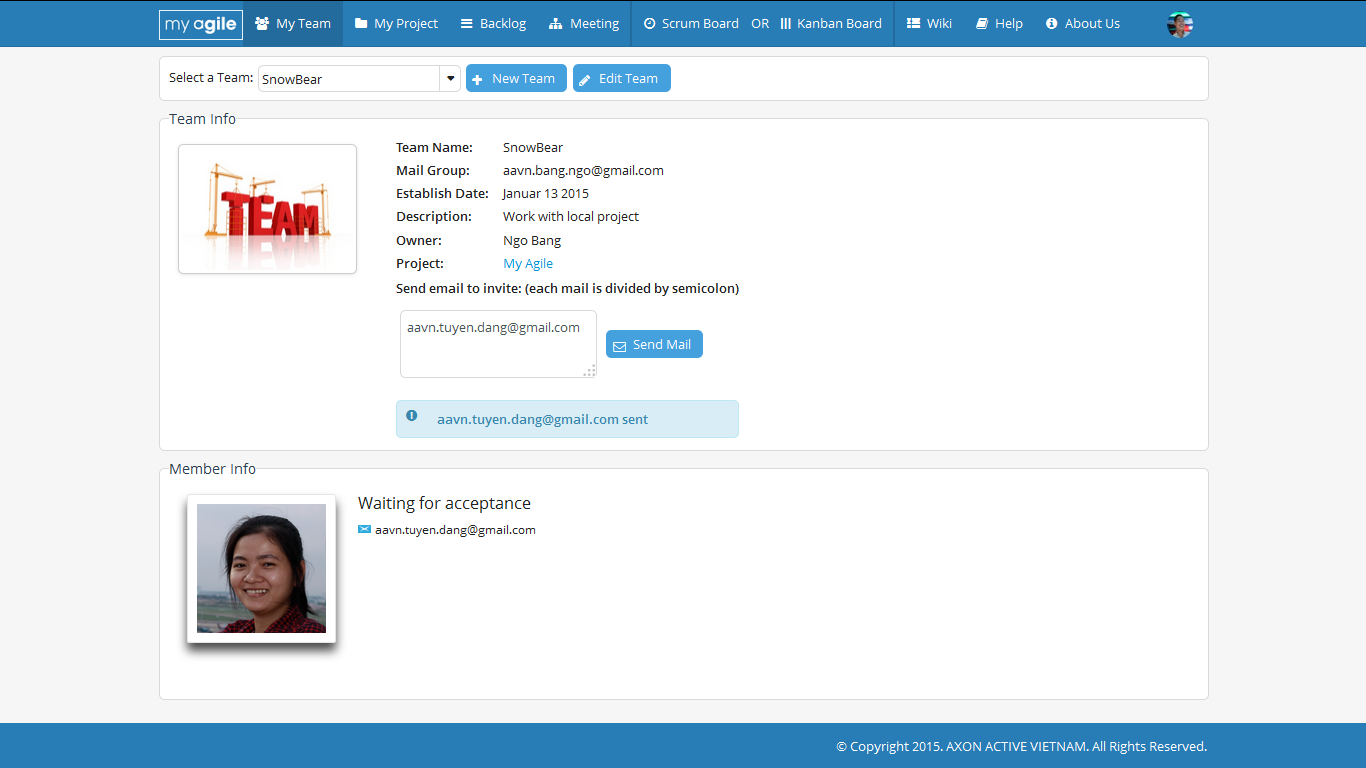 my agile My Team My Project Backlog Meeting Scrum Board OR Kanban Board Wiki Help About Us
Select a Team: SnowBear New Team Edit Team
Team Info
TEAM
Team Name: SnowBear
Mail Group: aavn.bang.ngo@gmail.com
Establish Date: Januar 13 2015
Description: Work with local project
Owner: Ngo Bang
Project: My Agile
Send email to invite: (each mail is divided by semicolon)
aavn.tuyen.dang@gmail.com
Send Mail
aavn.tuyen.dang@gmail.com sent
Member Info
Waiting for acceptance
aavn.tuyen.dang@gmail.com
© Copyright 2015. AXON ACTIVE VIETNAM. All Rights Reserved.